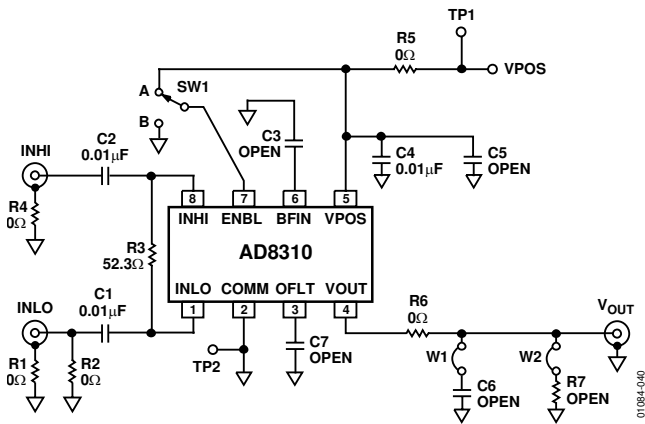 TP1
R5
0Ω
VPOS
A
SW1
B
C3
OPEN
C2
0.01μF
INHI
C4
0.01μF
C5
OPEN
R4
0Ω
8
7
6
5
INHI
ENBL
BFIN
VPOS
R3
52.3Ω
AD8310
INLO
COMM
OFLT
VOUT
1
2
3
4
INLO
C1
0.01μF
R6
0Ω
VOUT
R1
0Ω
R2
0Ω
TP2
C7
OPEN
W1
C6
OPEN
W2
R7
OPEN
01084-040